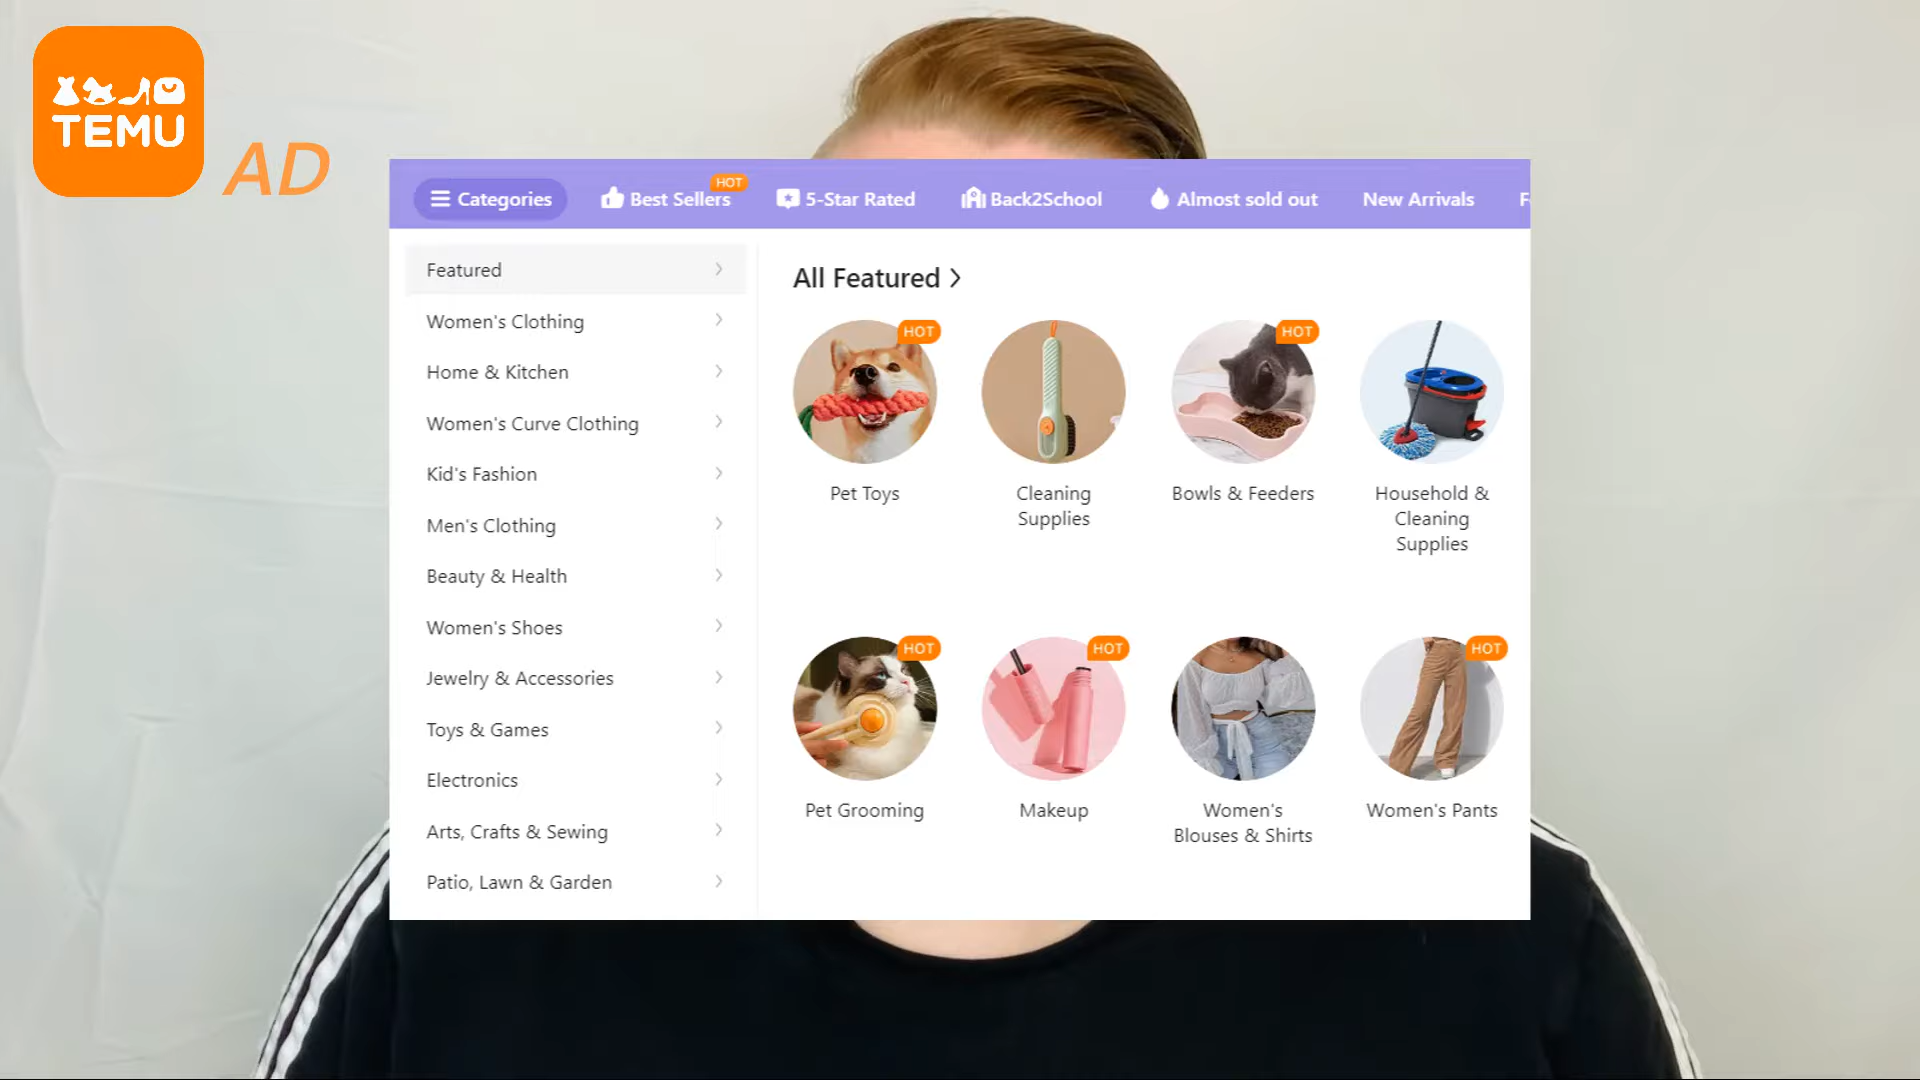 TEMU
AD
Categories
Best Sellers
HOT
5-Star Rated
Back2School
Almost sold out
New Arrivals
Featured
Women's Clothing
Home & Kitchen
Women's Curve Clothing
Kid's Fashion
Men's Clothing
Beauty & Health
Women's Shoes
Jewelry & Accessories
Toys & Games
Electronics
Arts, Crafts & Sewing
Patio, Lawn & Garden
All Featured
HOT
HOT
Pet Toys
Cleaning
Supplies
Bowls & Feeders
Household &
Cleaning
Supplies
HOT
HOT
HOT
Pet Grooming
Makeup
Women's
Blouses & Shirts
Women's Pants